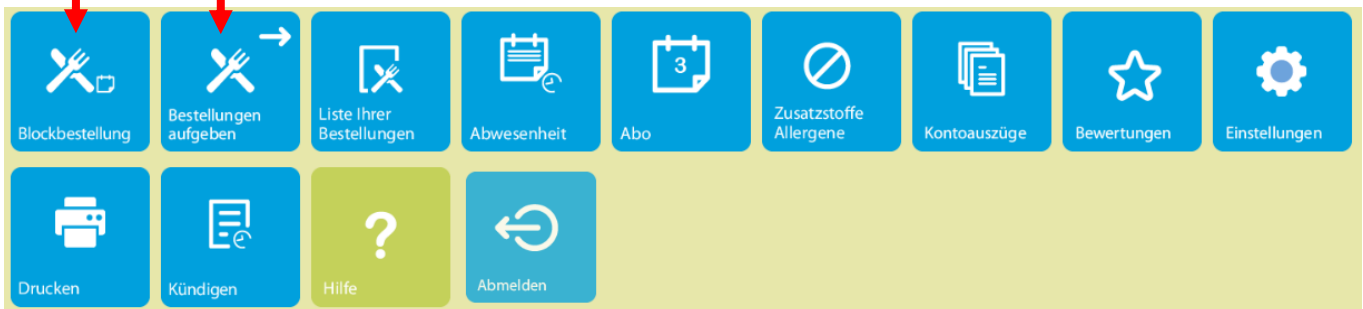 Blockbestellung
Bestellungen
aufgeben
Liste Ihrer
Bestellungen
Abwesenheit
3
Abo
Zusatzstoffe
Allergene
Kontoauszüge
Bewertungen
Einstellungen
Drucken
Kündigen
?
Hilfe
Abmelden